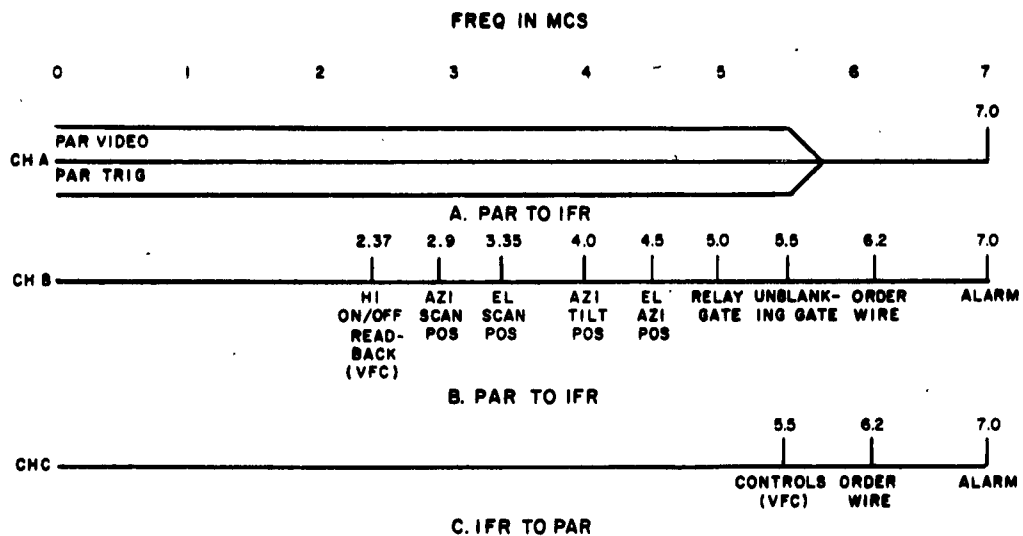 FREQ IN MCS
0 1 2 3 4 5 6 7
7.0
PAR VIDEO
CH A
PAR TRIG
A. PAR TO IFR
2.37 2.9 3.35 4.0 4.5 5.0 5.5 6.2 7.0
CH B
HI ON/OFF READ-BACK (VFC)
AZI SCAN POS
EL SCAN POS
AZI TILT POS
EL AZI POS
RELAY GATE
UNBLANK-ING GATE
ORDER WIRE
ALARM
B. PAR TO IFR
5.5 6.2 7.0
CHC
CONTROLS (VFC)
ORDER WIRE
ALARM
C. IFR TO PAR